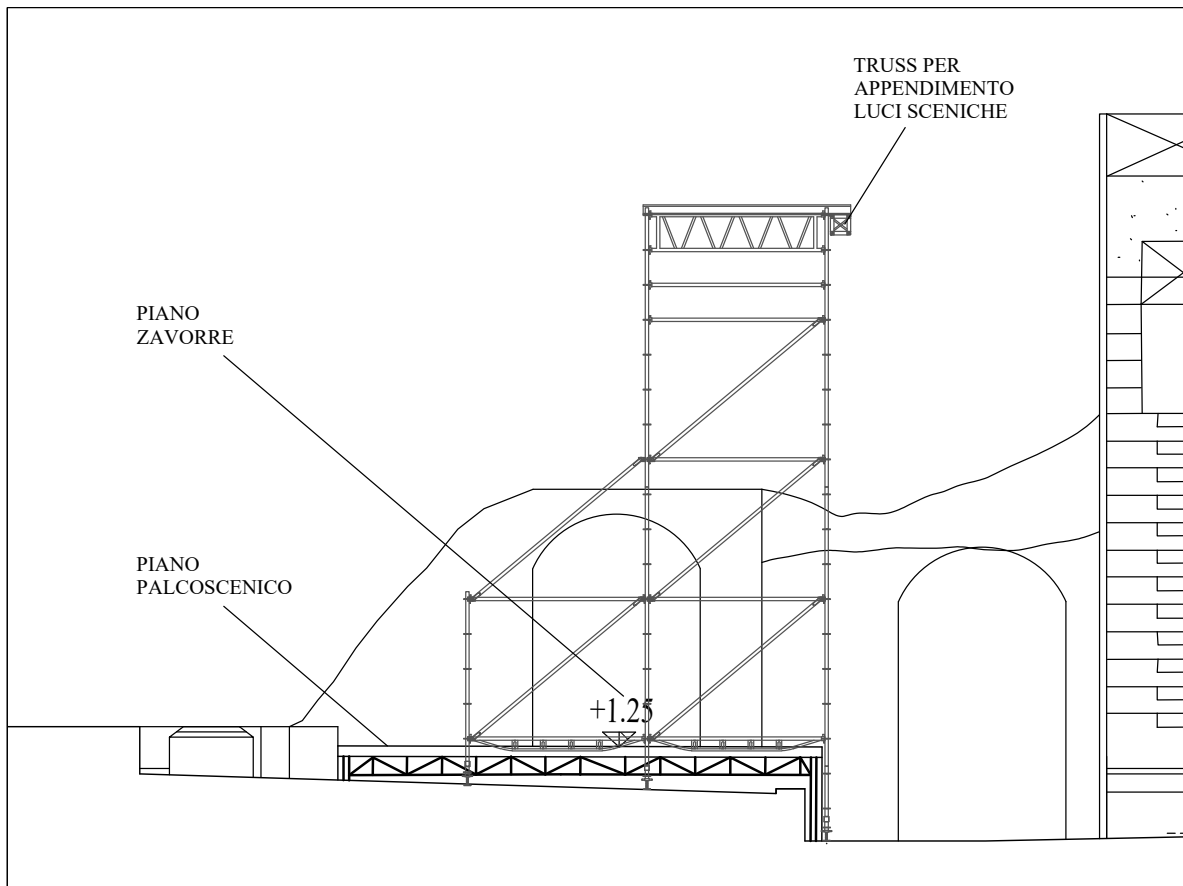 TRUSS PER
APPENDIMENTO
LUCI SCENICHE
PIANO
ZAVORRE
PIANO
PALCOSCENICO
+1.25